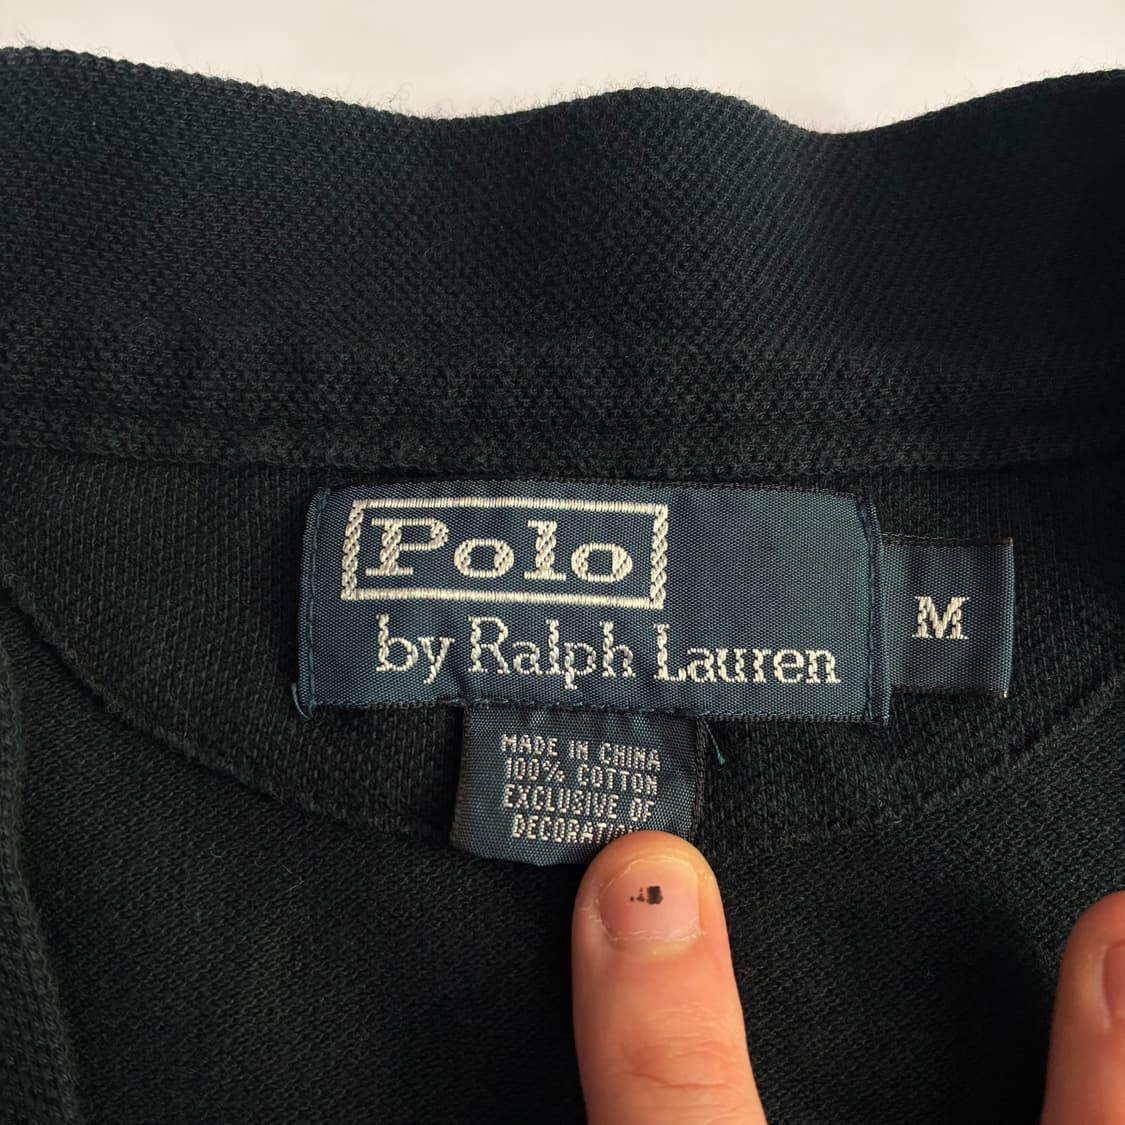 Polo
by Ralph Lauren
M
MADE IN CHINA
100% COTTON
EXCLUSIVE OF